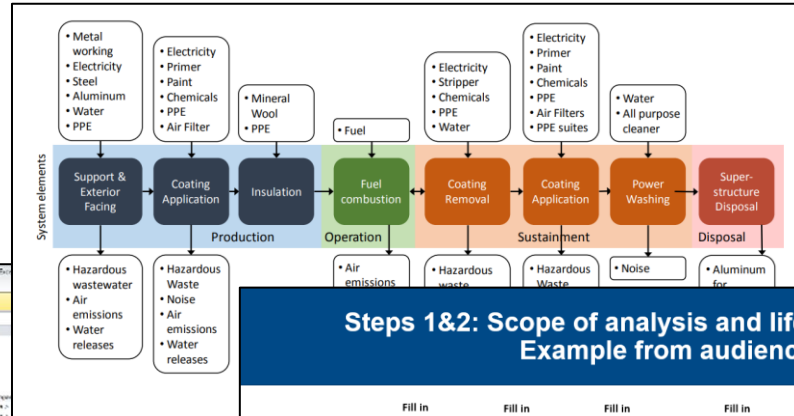 • Metal
working
• Electricity
• Steel
• Aluminum
• Water
• PPE
• Electricity
• Primer
• Paint
• Chemicals
• PPE
• Air Filter
• Mineral
Wool
• PPE
• Fuel
• Electricity
• Stripper
• Chemicals
• PPE
• Water
• Electricity
• Primer
• Paint
• Chemicals
• PPE
• Air Filters
• PPE suites
• Water
• All purpose
cleaner
System elements
Support &
Exterior
Facing
Coating
Application
Insulation
Fuel
combustion
Coating
Removal
Coating
Application
Power
Washing
Super-
structure
Disposal
Production
Operation
Sustainment
Disposal
• Hazardous
wastewater
• Air
emissions
• Water
releases
• Hazardous
Waste
• Noise
• Air
emissions
• Water
releases
• Air
emissions
• Hazardous
waste
• Hazardous
Waste
• Noise
• Aluminum
for
Steps 1&2: Scope of analysis and life
Example from audienc
Fill in
Fill in
Fill in
Fill in